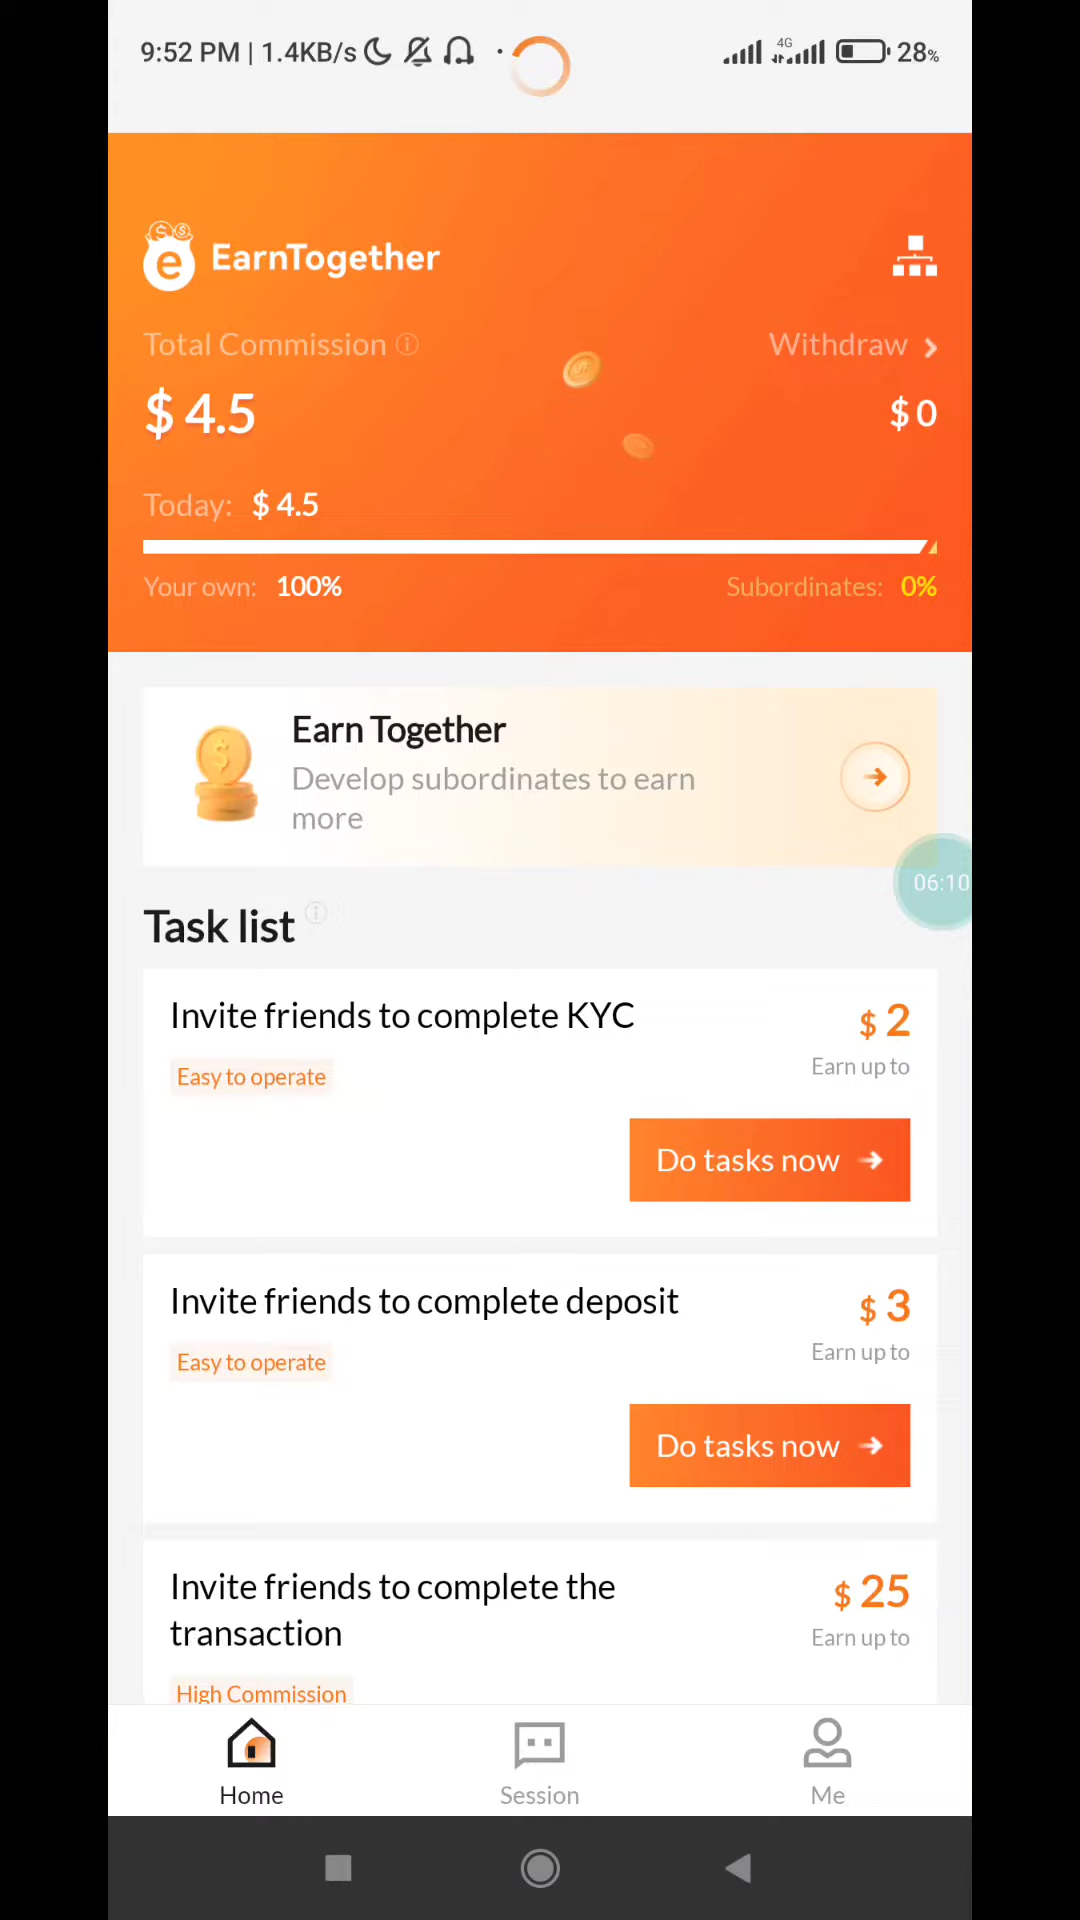 9:52 PM | 1.4KB/s
4G
28%
EarnTogether
Total Commission
Withdraw
$ 4.5
$ 0
Today: $ 4.5
Your own: 100%
Subordinates: 0%
Earn Together
Develop subordinates to earn
more
06:10
Task list
Invite friends to complete KYC
$ 2
Easy to operate
Earn up to
Do tasks now
Invite friends to complete deposit
$ 3
Easy to operate
Earn up to
Do tasks now
Invite friends to complete the
transaction
$ 25
Earn up to
High Commission
Home
Session
Me